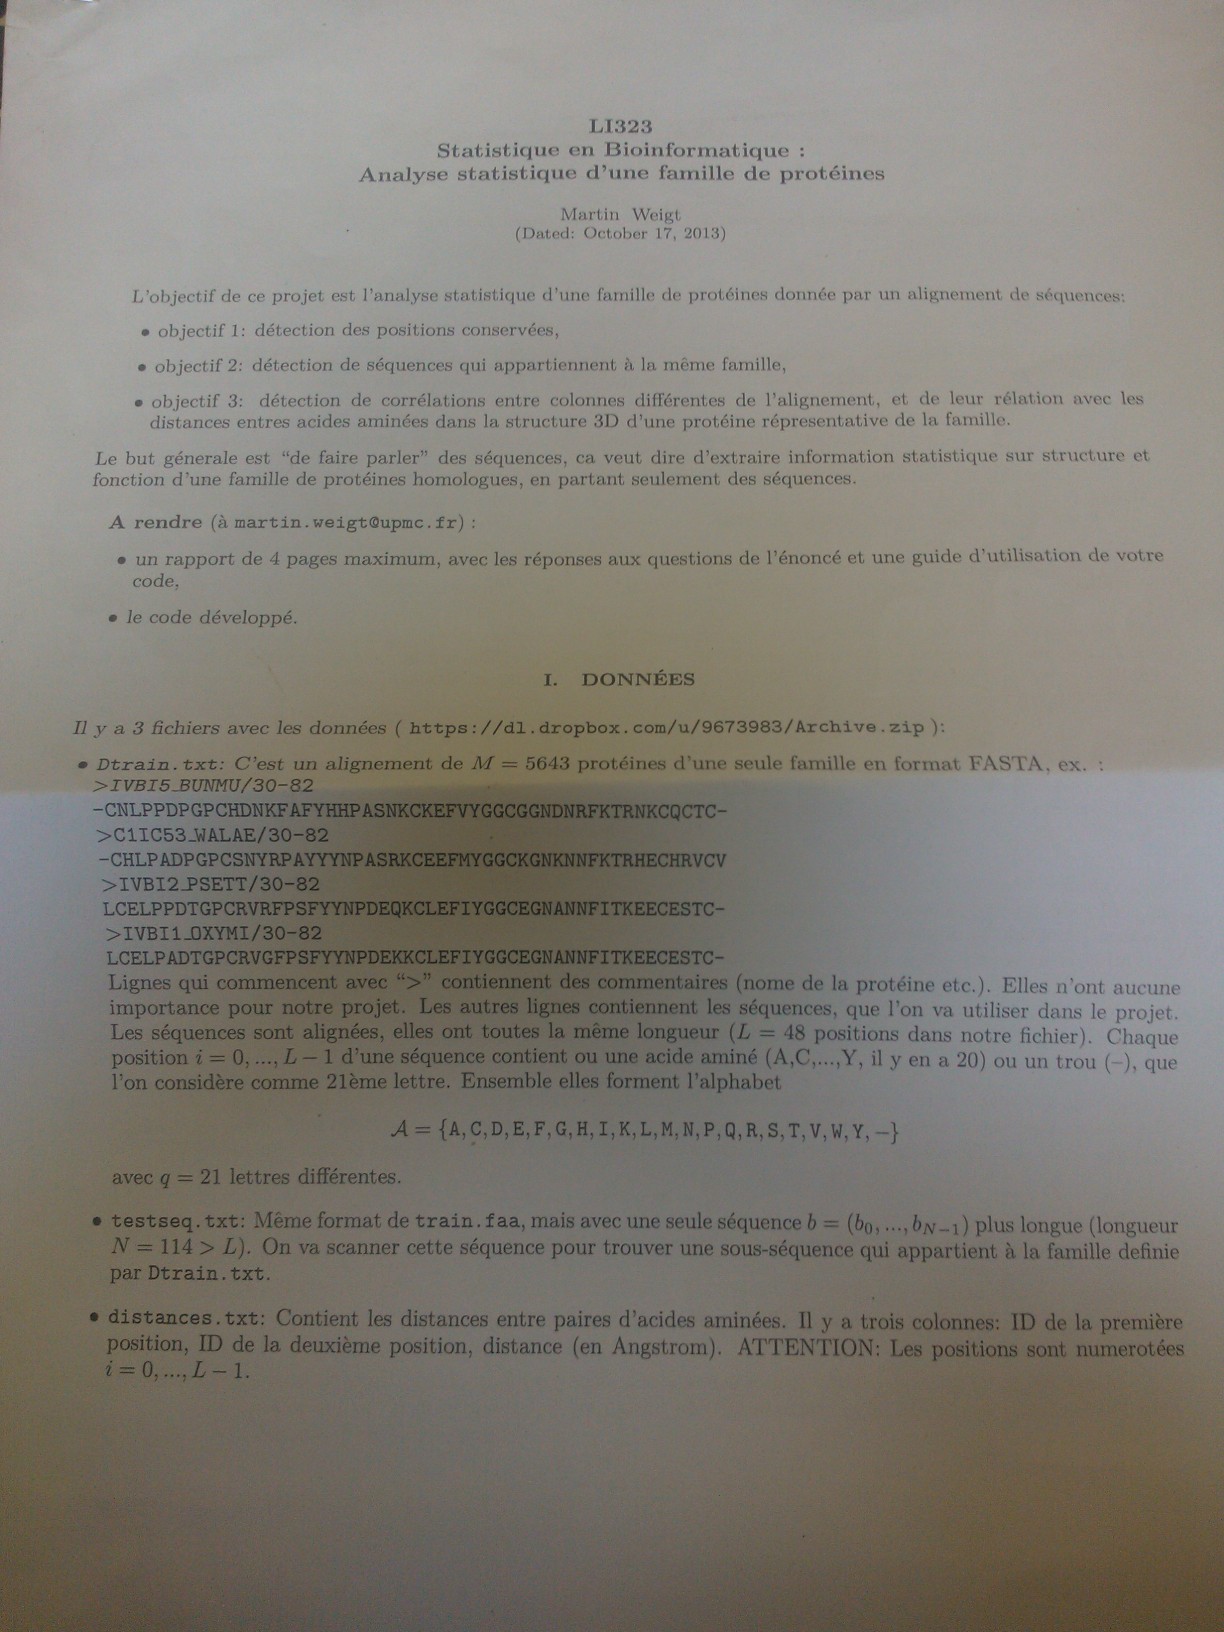 LI323
Statistique en Bioinformatique :
Analyse statistique d'une famille de protéines
Martin Weigt
(Dated: October 17, 2013)
L'objectif de ce projet est l'analyse statistique d'une famille de protéines donnée par un alignement de séquences:
• objectif 1: détection des positions conservées,
• objectif 2: détection de séquences qui appartiennent à la même famille,
• objectif 3: détection de corrélations entre colonnes différentes de l'alignement, et de leur rélation avec les
distances entres acides aminées dans la structure 3D d'une protéine réprésentative de la famille.
Le but génerale est “de faire parler” des séquences, ca veut dire d'extraire information statistique sur structure et
fonction d'une famille de protéines homologues, en partant seulement des séquences.
A rendre (à martin.weigt@upmc.fr) :
• un rapport de 4 pages maximum, avec les réponses aux questions de l'énoncé et une guide d'utilisation de votre
code,
• le code développé.
I. DONNÉES
Il y a 3 fichiers avec les données ( https://dl.dropbox.com/u/9673983/Archive.zip ):
• Dtrain.txt: C'est un alignement de M = 5643 protéines d'une seule famille en format FASTA, ex. :
>IVBI5_BUNMU/30-82
-CNLPPDPGPCHDNKFAFYHHPASNKCKEFVYGGCGGNDNRFKTRNKCQCTC-
>C1IC53_WALAE/30-82
-CHLPADPGPCSNYRPAYYYNPASRKCEEFMYGGCKGNKNNFKTRHECHRVCV
>IVBI2_PSETT/30-82
LCELPPDTGPCRVRFPSFYYNPDEQKCLEFIYGGCEGNANNFITKEECESTC-
>IVBI1_OXYMI/30-82
LCELPADTGPCRVGFPSFYYNPDEKKCLEFIYGGCEGNANNFITKEECESTC-
Lignes qui commencent avec “>” contiennent des commentaires (nome de la protéine etc.). Elles n'ont aucune
importance pour notre projet. Les autres lignes contiennent les séquences, que l'on va utiliser dans le projet.
Les séquences sont alignées, elles ont toutes la même longueur (L = 48 positions dans notre fichier). Chaque
position i = 0, ..., L − 1 d'une séquence contient ou une acide aminé (A,C,...,Y, il y en a 20) ou un trou (–), que
l'on considère comme 21ème lettre. Ensemble elles forment l'alphabet
A = {A, C, D, E, F, G, H, I, K, L, M, N, P, Q, R, S, T, V, W, Y, −}
avec q = 21 lettres différentes.
• testseq.txt: Même format de train.faa, mais avec une seule séquence b = (b0, ..., bN−1) plus longue (longueur
N = 114 > L). On va scanner cette séquence pour trouver une sous-séquence qui appartient à la famille definie
par Dtrain.txt.
• distances.txt: Contient les distances entre paires d'acides aminées. Il y a trois colonnes: ID de la première
position, ID de la deuxième position, distance (en Angstrom). ATTENTION: Les positions sont numerotées
i = 0, ..., L − 1.